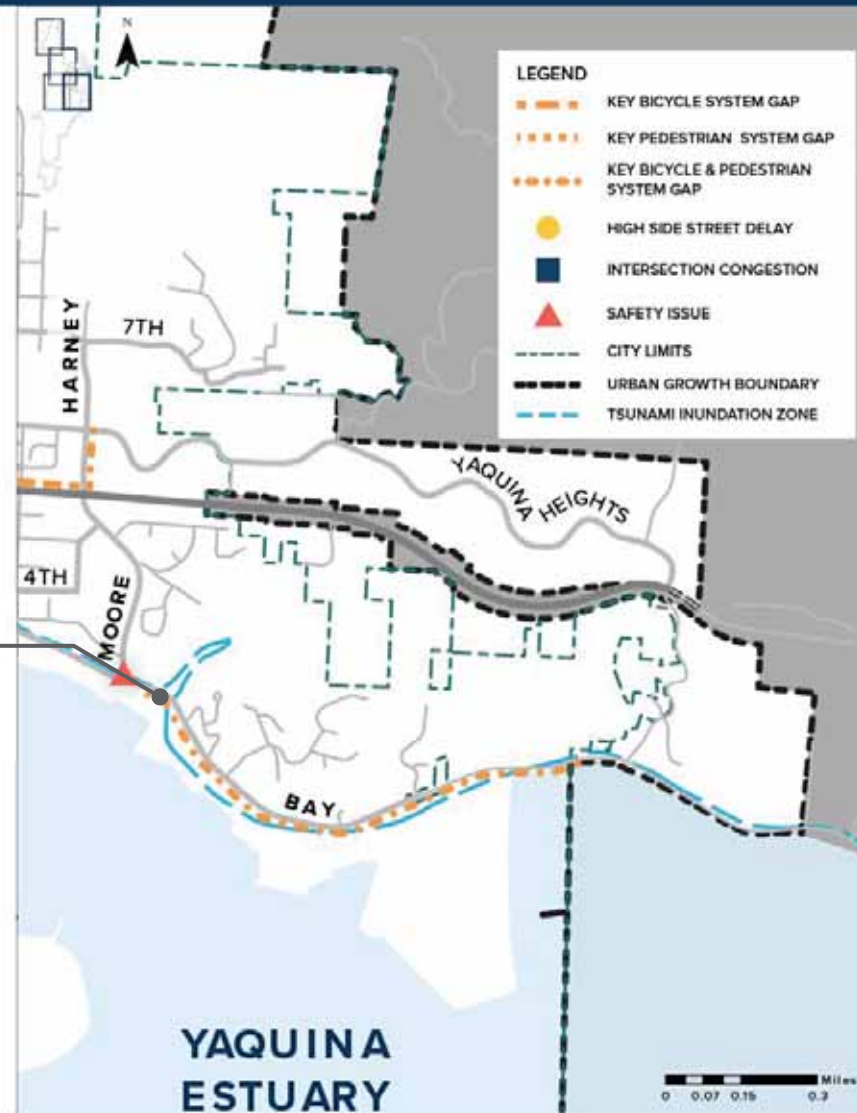 N
LEGEND
KEY BICYCLE SYSTEM GAP
KEY PEDESTRIAN SYSTEM GAP
KEY BICYCLE & PEDESTRIAN
SYSTEM GAP
HIGH SIDE STREET DELAY
INTERSECTION CONGESTION
SAFETY ISSUE
CITY LIMITS
URBAN GROWTH BOUNDARY
TSUNAMI INUNDATION ZONE
HARNEY
7TH
YAQUINA
HEIGHTS
4TH
MOORE
BAY
YAQUINA
ESTUARY
Miles
0 0.07 0.15 0.3